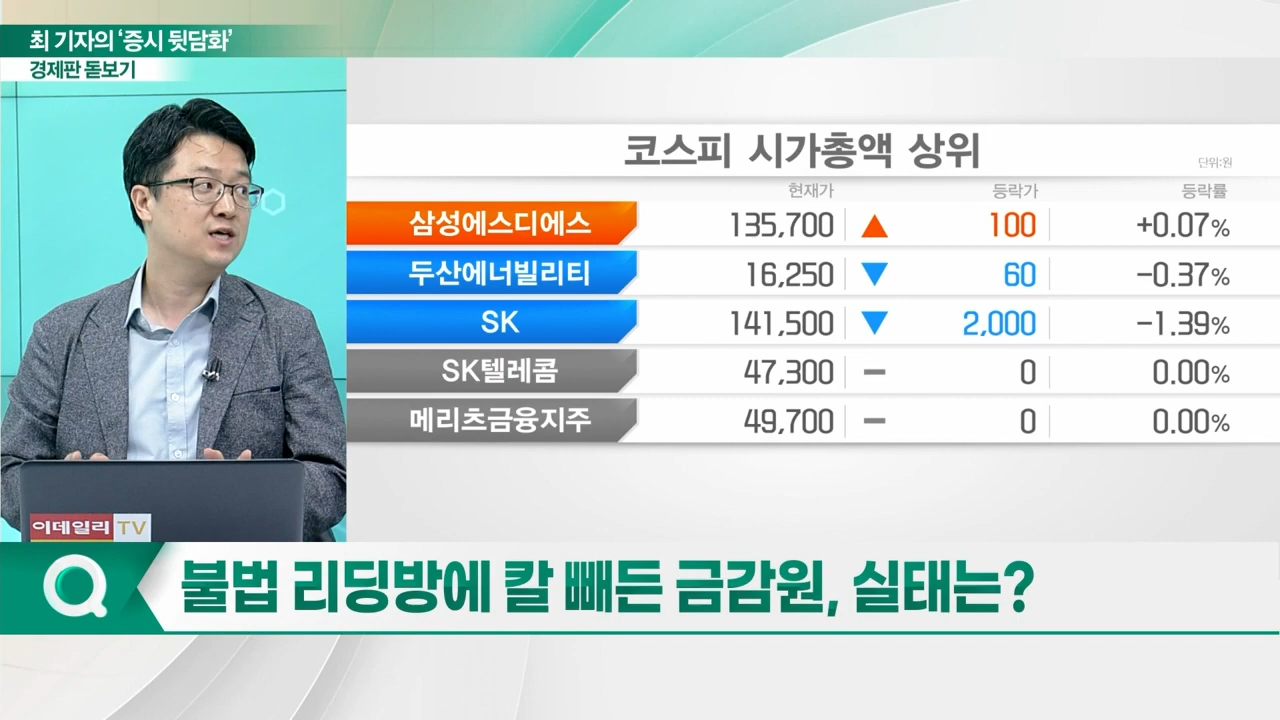 최 기자의 ‘증시 뒷담화’
경제판 돋보기
코스피 시가총액 상위
단위:원
현재가 등락가 등락률
삼성에스디에스 135,700 ▲ 100 +0.07%
두산에너빌리티 16,250 ▼ 60 -0.37%
SK 141,500 ▼ 2,000 -1.39%
SK텔레콤 47,300 - 0 0.00%
메리츠금융지주 49,700 - 0 0.00%
이데일리 TV
불법 리딩방에 칼 빼든 금감원, 실태는?